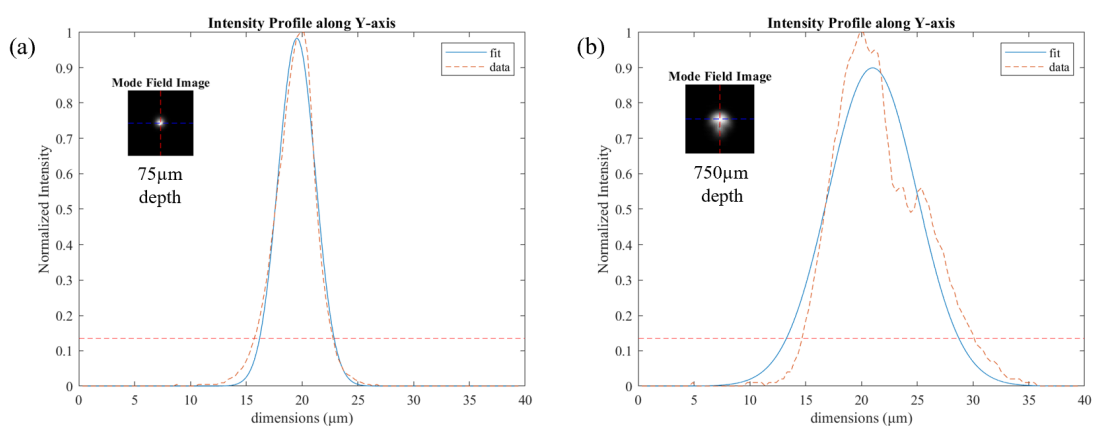 (a)
Intensity Profile along Y-axis
Normalized Intensity
1
0.9
0.8
0.7
0.6
0.5
0.4
0.3
0.2
0.1
0
fit
data
Mode Field Image
75µm
depth
0 5 10 15 20 25 30 35 40
dimensions (µm)
(b)
Intensity Profile along Y-axis
Normalized Intensity
1
0.9
0.8
0.7
0.6
0.5
0.4
0.3
0.2
0.1
0
fit
data
Mode Field Image
750µm
depth
0 5 10 15 20 25 30 35 40
dimensions (µm)